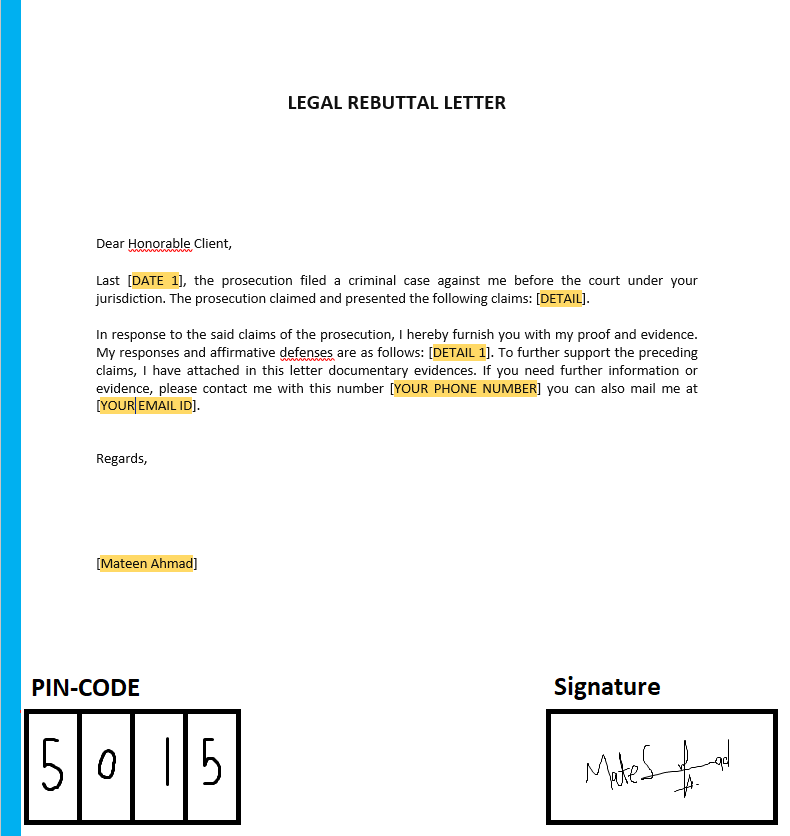 LEGAL REBUTTAL LETTER
Dear Honorable Client,
Last [DATE 1], the prosecution filed a criminal case against me before the court under your
jurisdiction. The prosecution claimed and presented the following claims: [DETAIL].
In response to the said claims of the prosecution, I hereby furnish you with my proof and evidence.
My responses and affirmative defenses are as follows: [DETAIL 1]. To further support the preceding
claims, I have attached in this letter documentary evidences. If you need further information or
evidence, please contact me with this number [YOUR PHONE NUMBER] you can also mail me at
[YOUR EMAIL ID].
Regards,
[Mateen Ahmad]
PIN-CODE
Signature
5 0 1 5